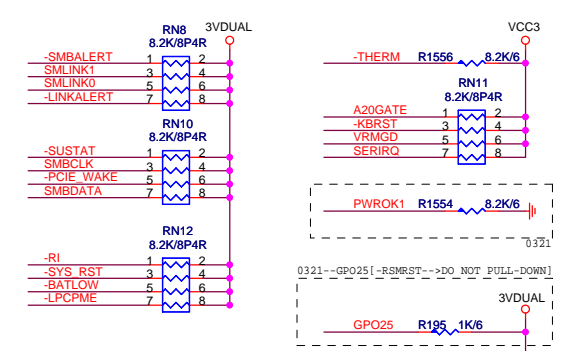 RN8 3VDUAL
8.2K/8P4R
-SMBALERT 1 2
SMLINK1 3 4
SMLINK0 5 6
-LINKALERT 7 8
RN10
8.2K/8P4R
-SUSTAT 1 2
SMBCLK 3 4
-PCIE_WAKE 5 6
SMBDATA 7 8
RN12
8.2K/8P4R
-RI 1 2
-SYS_RST 3 4
-BATLOW 5 6
-LPCPME 7 8
VCC3
-THERM R1556 8.2K/6
RN11
8.2K/8P4R
A20GATE 1 2
-KBRST 3 4
VRMGD 5 6
SERIRQ 7 8
PWROK1 R1554 8.2K/6
0321
0321--GPO25[-RSMRST-->DO NOT PULL-DOWN]
3VDUAL
GPO25 R195 1K/6